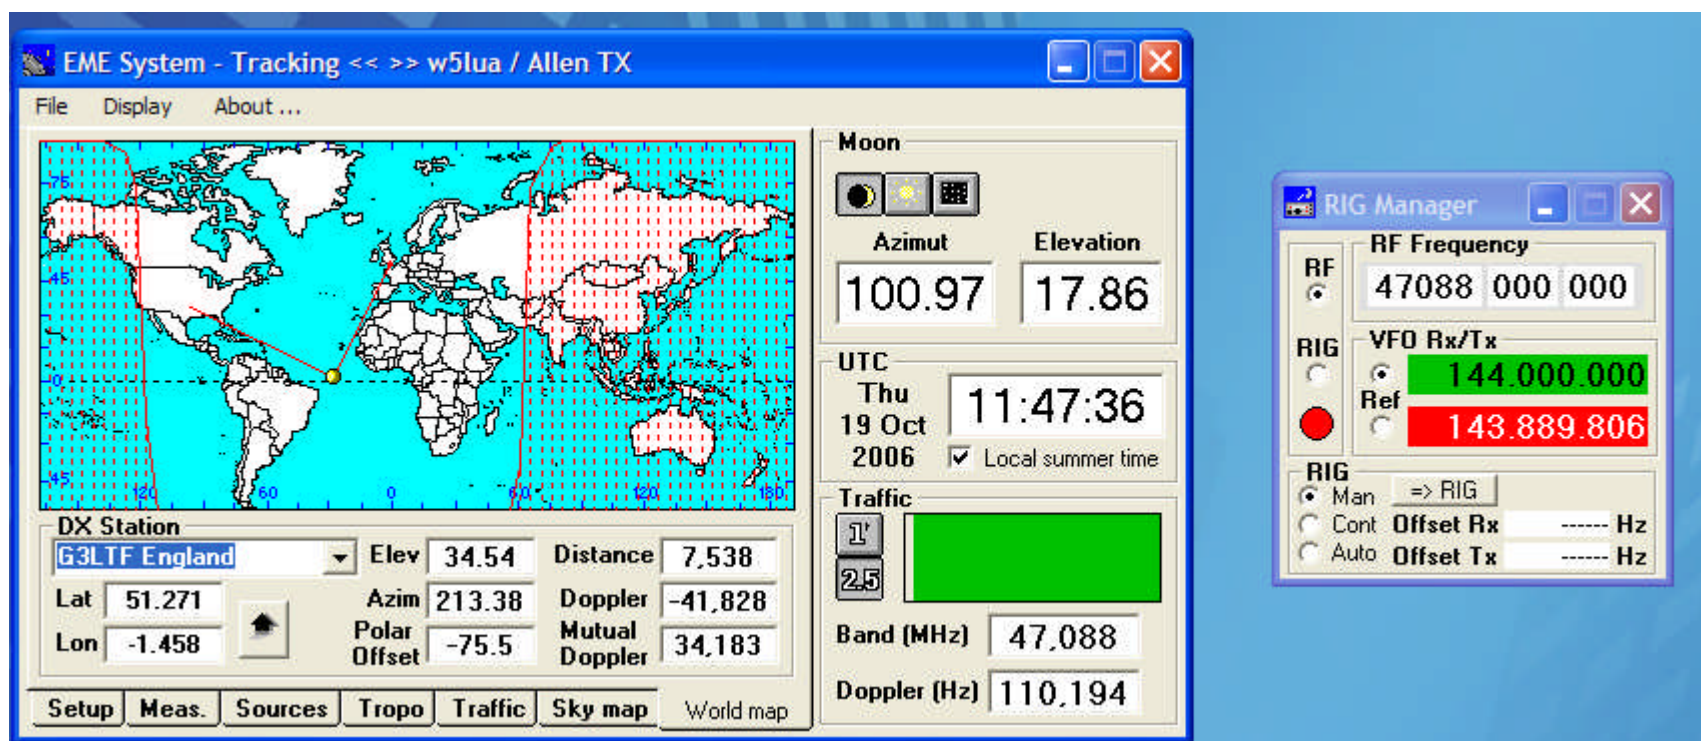 EME System - Tracking << >> w5lua / Allen TX
File Display About ...
75
45
0
45
120 60 0 60 120 180
DX Station
G3LTF England
Elev 34.54 Distance 7,538
Lat 51.271 Azim 213.38 Doppler -41,828
Lon -1.458 Polar Offset -75.5 Mutual Doppler 34,183
Setup Meas. Sources Tropo Traffic Sky map World map
Moon
Azimut Elevation
100.97 17.86
UTC
Thu
19 Oct
2006
11:47:36
Local summer time
Traffic
1'
2.5
Band (MHz) 47,088
Doppler (Hz) 110,194
RIG Manager
RF
RF Frequency
47088 000 000
RIG
VFO Rx/Tx
144.000.000
Ref
143.889.806
RIG
Man => RIG
Cont Offset Rx ------ Hz
Auto Offset Tx ------ Hz